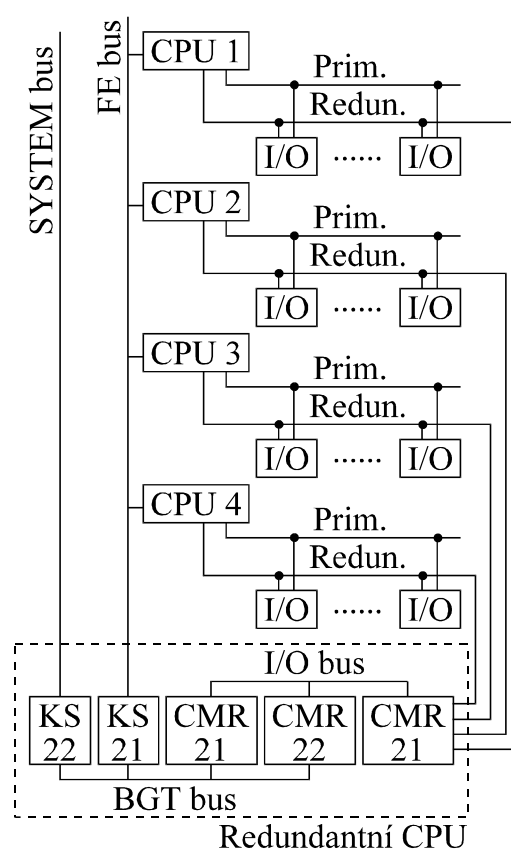 SYSTEM bus
FE bus
CPU 1
Prim.
Redun.
I/O ...... I/O
CPU 2
Prim.
Redun.
I/O ...... I/O
CPU 3
Prim.
Redun.
I/O ...... I/O
CPU 4
Prim.
Redun.
I/O ...... I/O
I/O bus
KS 22
KS 21
CMR 21
CMR 22
CMR 21
BGT bus
Redundantní CPU